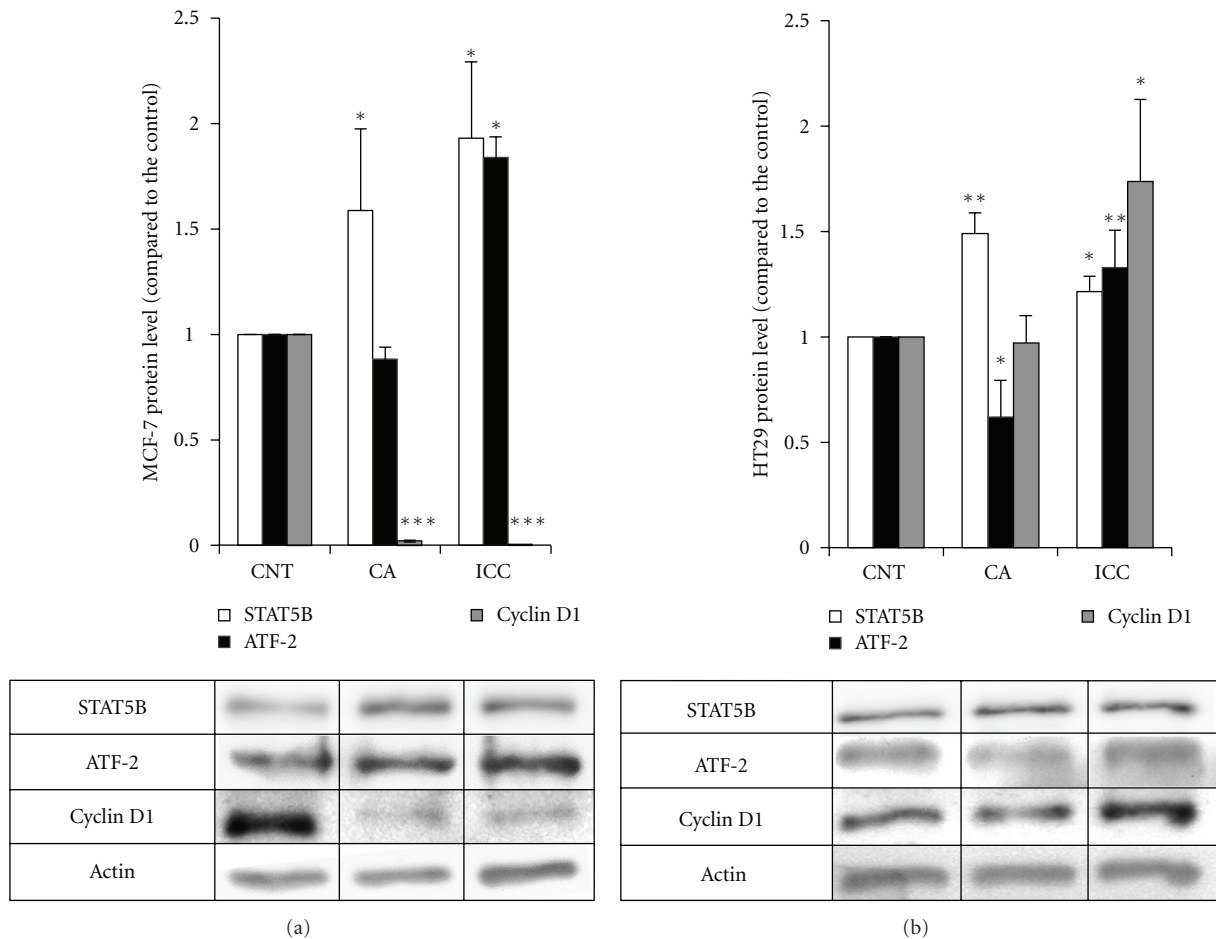 MCF-7 protein level (compared to the control)
2.5
2
1.5
1
0.5
0
*
*
*
***
***
CNT CA ICC
STAT5B
ATF-2
Cyclin D1
STAT5B
ATF-2
Cyclin D1
Actin
(a)
HT29 protein level (compared to the control)
2.5
2
1.5
1
0.5
0
**
*
*
**
*
CNT CA ICC
STAT5B
ATF-2
Cyclin D1
STAT5B
ATF-2
Cyclin D1
Actin
(b)